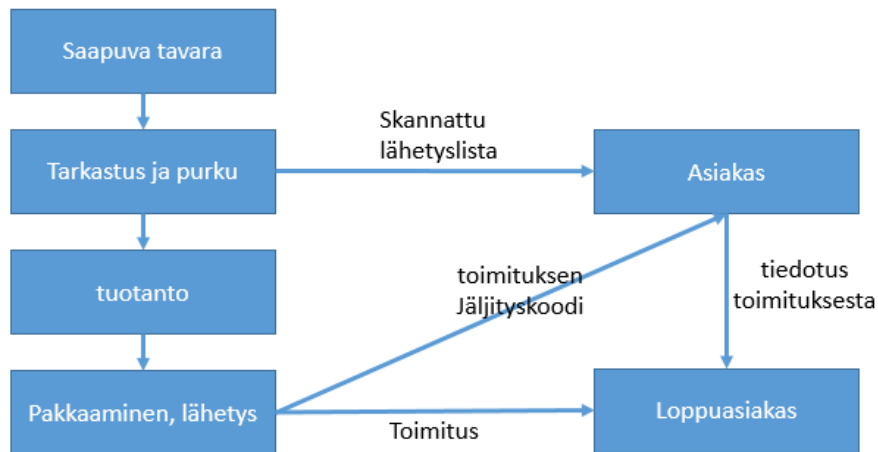 Saapuva tavara
Skannattu
lähetyslista
Tarkastus ja purku
Asiakas
tuotanto
toimituksen
Jäljityskoodi
tiedotus
toimituksesta
Pakkaaminen, lähetys
Toimitus
Loppuasiakas